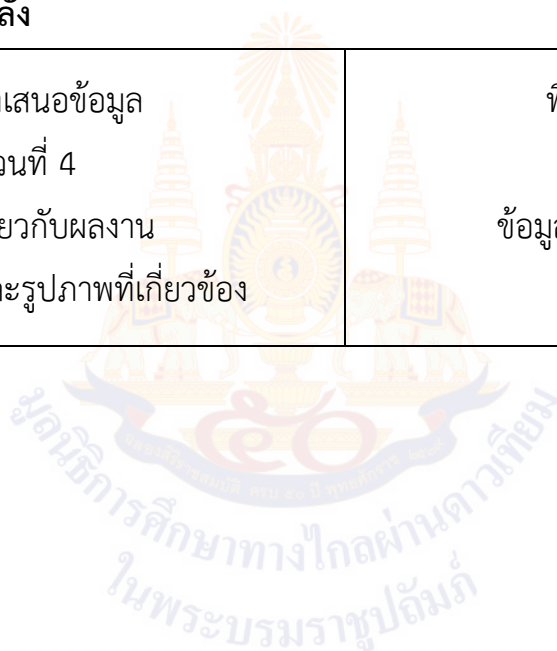 ลัง
เสนอข้อมูล
วนที่ 4
ยวกับผลงาน
ะรูปภาพที่เกี่ยวข้อง
ข้อมูล
มูลนิธิการศึกษาทางไกลผ่านดาวเทียม
ในพระบรมราชูปถัมภ์